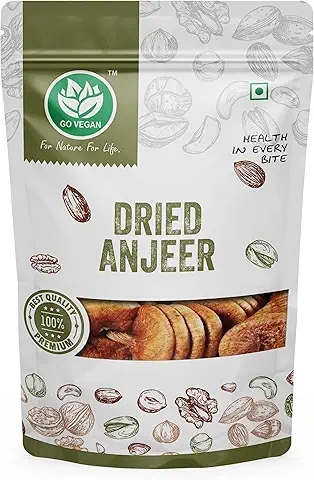 TM
GO VEGAN
For Nature For Life.
HEALTH
IN EVERY
BITE
DRIED
ANJEER
BEST QUALITY
100%
PREMIUM